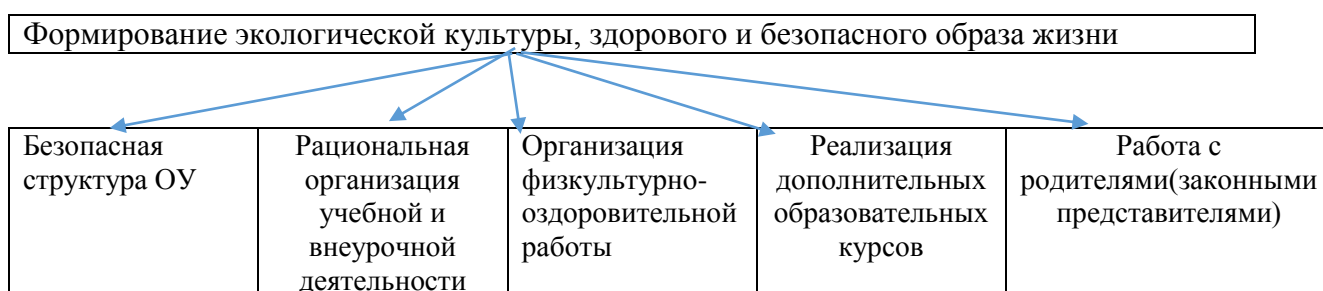 Формирование экологической культуры, здорового и безопасного образа жизни
Безопасная
структура ОУ
Рациональная
организация
учебной и
внеурочной
деятельности
Организация
физкультурно-
оздоровительной
работы
Реализация
дополнительных
образовательных
курсов
Работа с
родителями(законными
представителями)